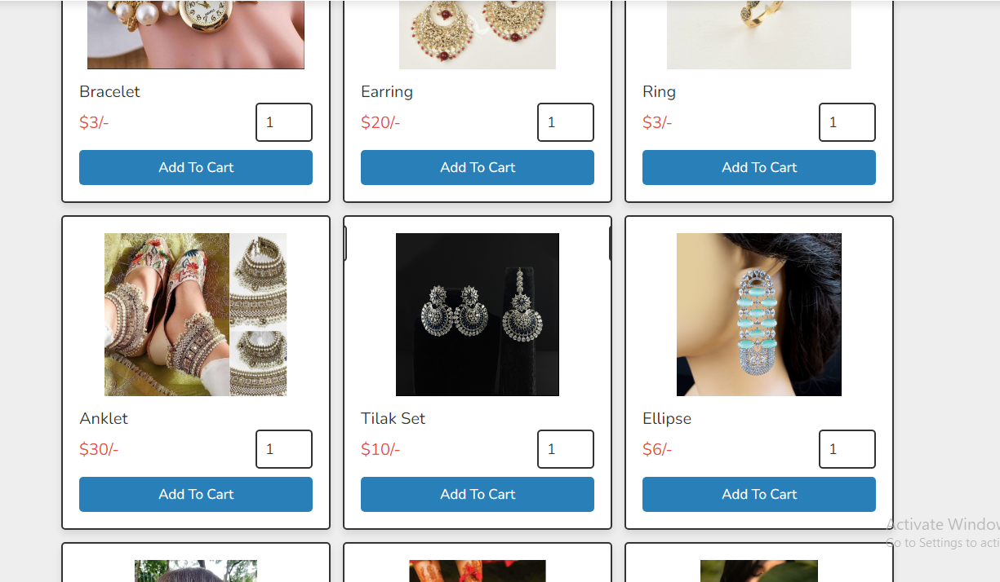 Bracelet
$3/-
1
Add To Cart
Earring
$20/-
1
Add To Cart
Ring
$3/-
1
Add To Cart
Anklet
$30/-
1
Add To Cart
Tilak Set
$10/-
1
Add To Cart
Ellipse
$6/-
1
Add To Cart
Activate Window
Go to Settings to acti